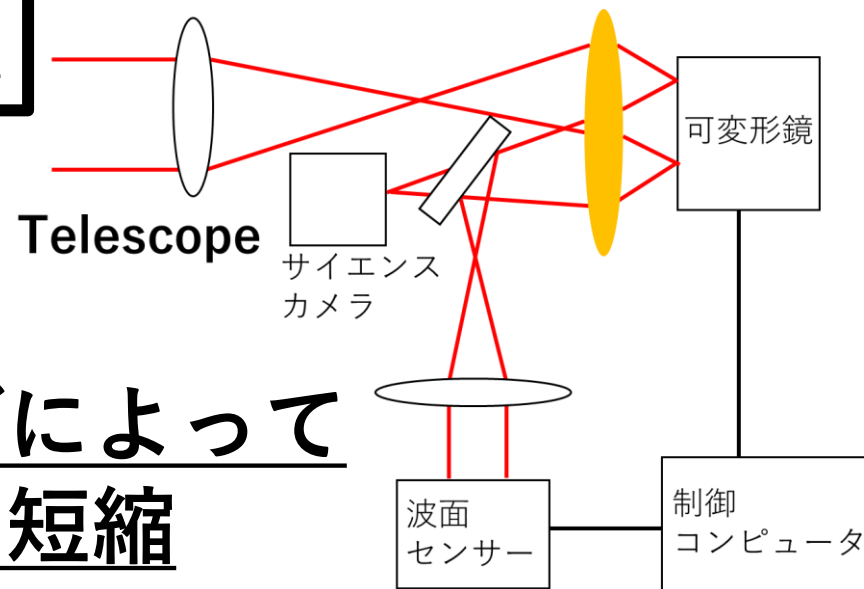 可変形鏡
Telescope
サイエンス
カメラ
によって
短縮
波面
センサー
制御
コンピュータ